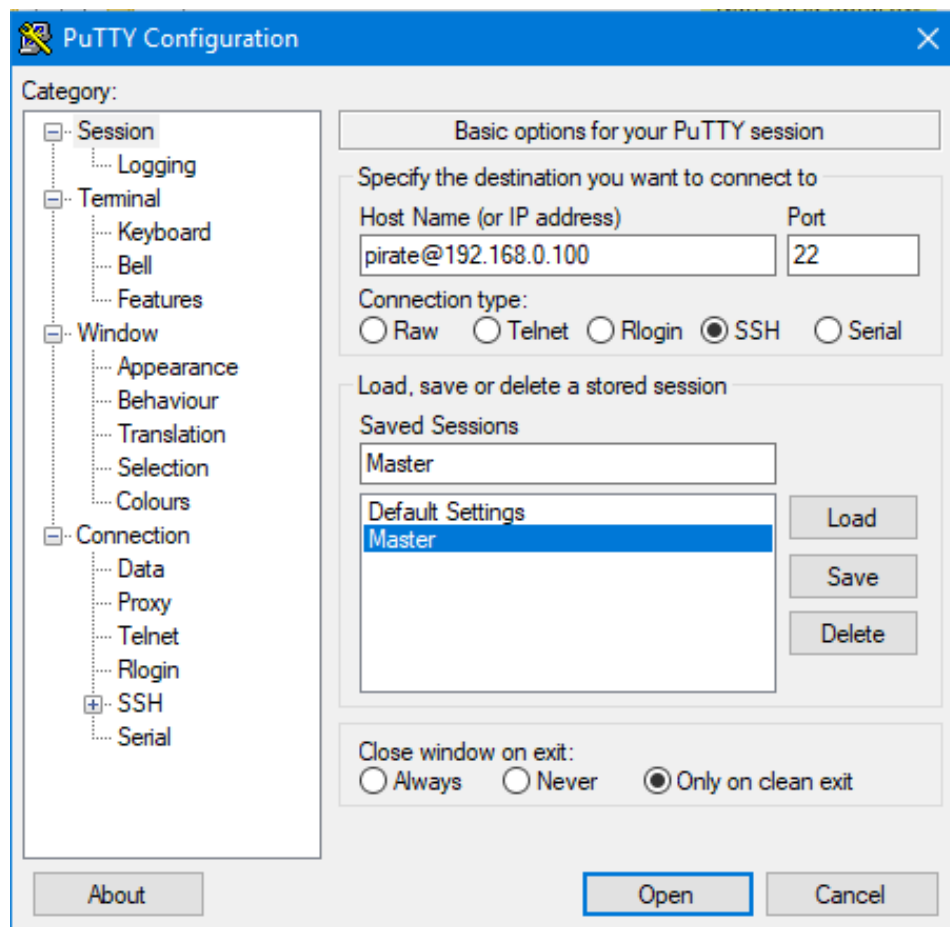 PuTTY Configuration
Category:
Session
Logging
Terminal
Keyboard
Bell
Features
Window
Appearance
Behaviour
Translation
Selection
Colours
Connection
Data
Proxy
Telnet
Rlogin
SSH
Serial
Basic options for your PuTTY session
Specify the destination you want to connect to
Host Name (or IP address) Port
pirate@192.168.0.100 22
Connection type:
Raw Telnet Rlogin SSH Serial
Load, save or delete a stored session
Saved Sessions
Master
Default Settings
Master
Load
Save
Delete
Close window on exit:
Always Never Only on clean exit
About Open Cancel